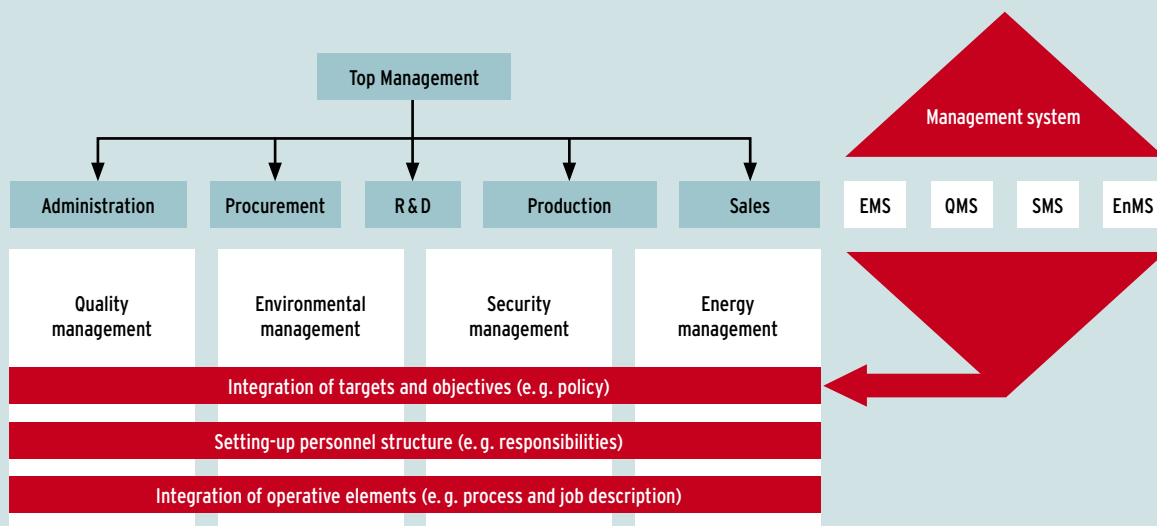 Top Management
Management system
Administration
Procurement
R & D
Production
Sales
EMS
QMS
SMS
EnMS
Quality
management
Environmental
management
Security
management
Energy
management
Integration of targets and objectives (e. g. policy)
Setting-up personnel structure (e. g. responsibilities)
Integration of operative elements (e. g. process and job description)